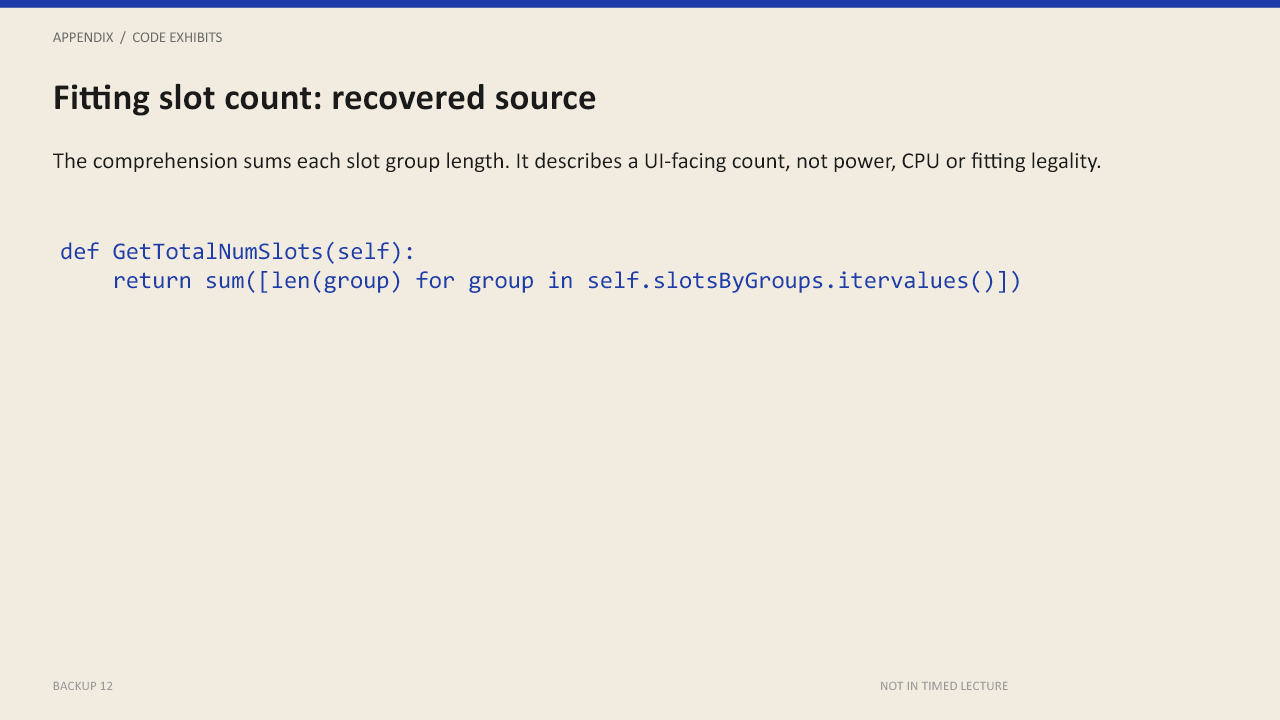 APPENDIX / CODE EXHIBITS
Fitting slot count: recovered source
The comprehension sums each slot group length. It describes a UI-facing count, not power, CPU or fitting legality.
def GetTotalNumSlots(self):
    return sum([len(group) for group in self.slotsByGroups.itervalues()])
BACKUP 12
NOT IN TIMED LECTURE